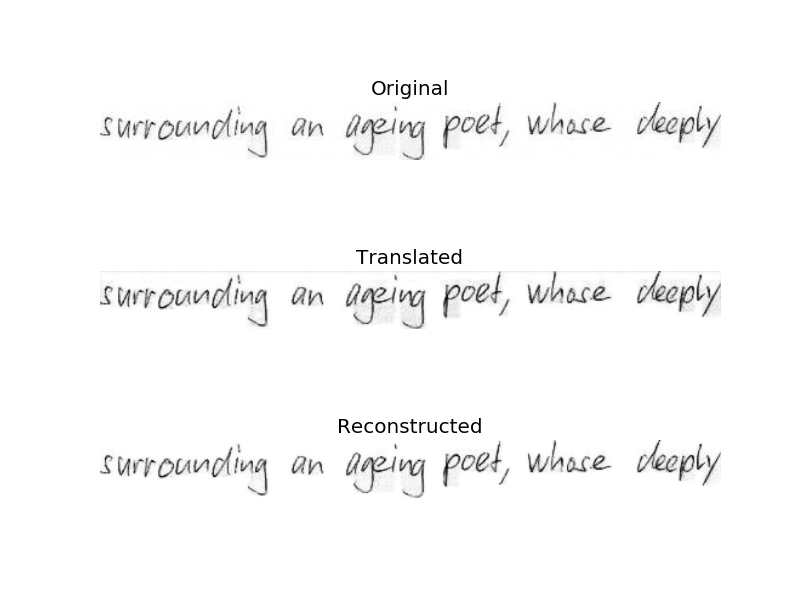 Original
surrounding an ageing poet, whose deeply
Translated
surrounding an ageing poet, whose deeply
Reconstructed
surrounding an ageing poet, whose deeply